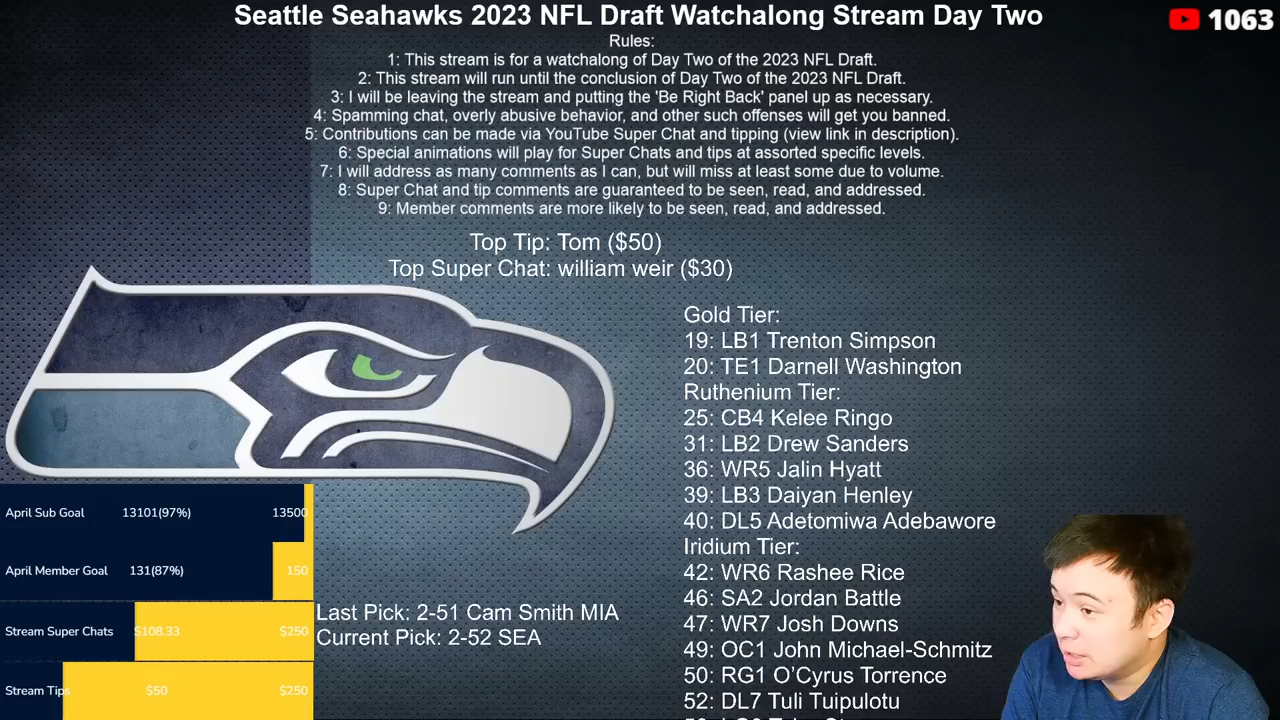 Seattle Seahawks 2023 NFL Draft Watchalong Stream Day Two
1063
Rules:
1: This stream is for a watchalong of Day Two of the 2023 NFL Draft.
2: This stream will run until the conclusion of Day Two of the 2023 NFL Draft.
3: I will be leaving the stream and putting the 'Be Right Back' panel up as necessary.
4: Spamming chat, overly abusive behavior, and other such offenses will get you banned.
5: Contributions can be made via YouTube Super Chat and tipping (view link in description).
6: Special animations will play for Super Chats and tips at assorted specific levels.
7: I will address as many comments as I can, but will miss at least some due to volume.
8: Super Chat and tip comments are guaranteed to be seen, read, and addressed.
9: Member comments are more likely to be seen, read, and addressed.
Top Tip: Tom ($50)
Top Super Chat: william weir ($30)
Gold Tier:
19: LB1 Trenton Simpson
20: TE1 Darnell Washington
Ruthenium Tier:
25: CB4 Kelee Ringo
31: LB2 Drew Sanders
36: WR5 Jalin Hyatt
39: LB3 Daiyan Henley
40: DL5 Adetomiwa Adebawore
Iridium Tier:
42: WR6 Rashee Rice
46: SA2 Jordan Battle
47: WR7 Josh Downs
49: OC1 John Michael-Schmitz
50: RG1 O'Cyrus Torrence
52: DL7 Tuli Tuipulotu
April Sub Goal 13101(97%) 13500
April Member Goal 131(87%) 150
Stream Super Chats $108.33 $250
Stream Tips $50 $250
Last Pick: 2-51 Cam Smith MIA
Current Pick: 2-52 SEA